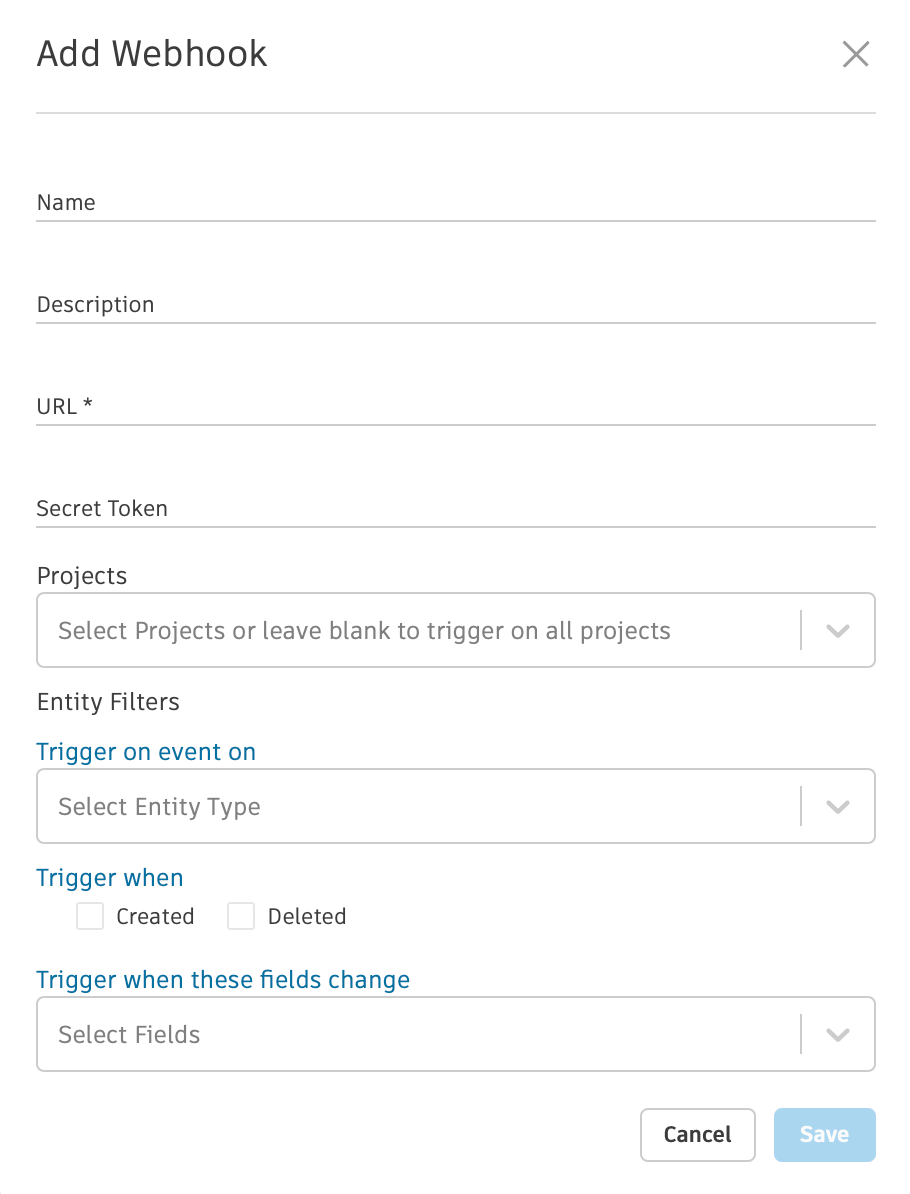 Add Webhook
Name
Description
URL *
Secret Token
Projects
Select Projects or leave blank to trigger on all projects
Entity Filters
Trigger on event on
Select Entity Type
Trigger when
Created Deleted
Trigger when these fields change
Select Fields
Cancel Save